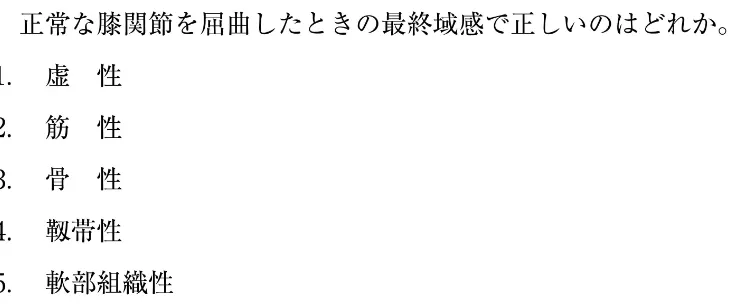 正常な膝関節を屈曲したときの最終域感で正しいのはどれか。
1. 虚　性
2. 筋　性
3. 骨　性
4. 靱帯性
5. 軟部組織性